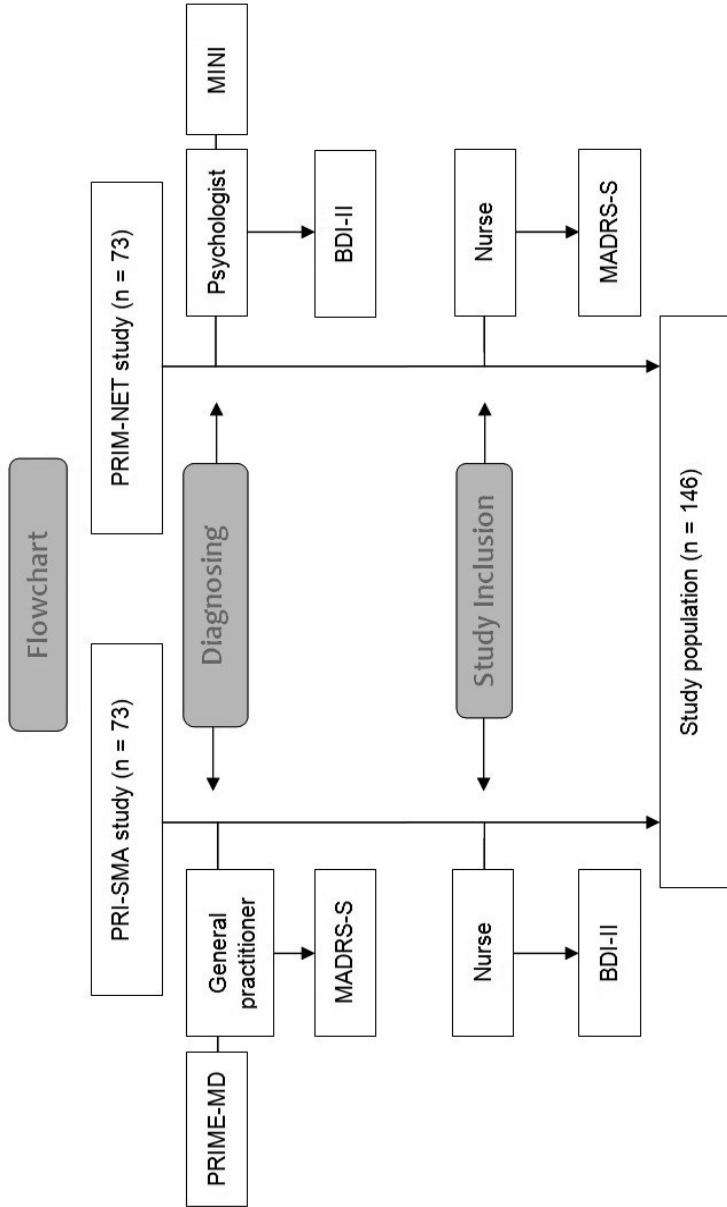 Flowchart
PRI-SMA study (n = 73)
PRIM-NET study (n = 73)
PRIME-MD
General
practitioner
Diagnosing
Psychologist
MINI
MADRS-S
BDI-II
Nurse
Study Inclusion
Nurse
BDI-II
MADRS-S
Study population (n = 146)